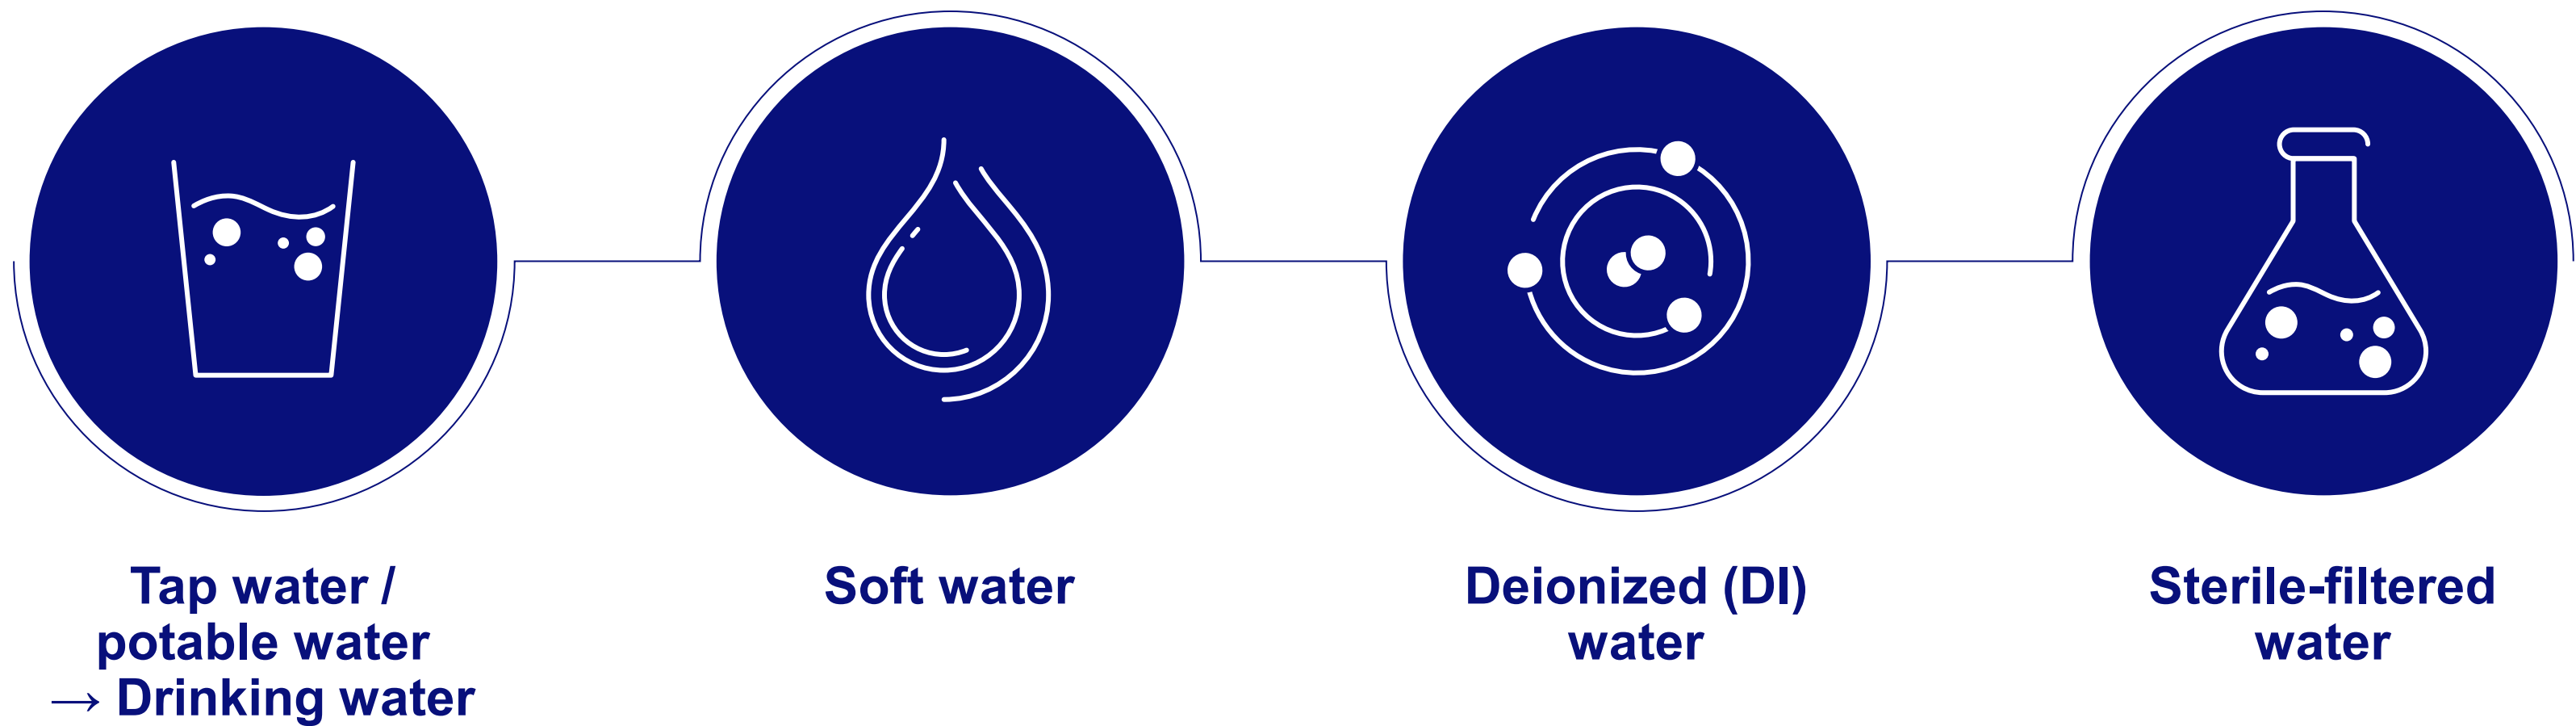 Tap water /
potable water
→ Drinking water
Soft water
Deionized (DI)
water
Sterile-filtered
water